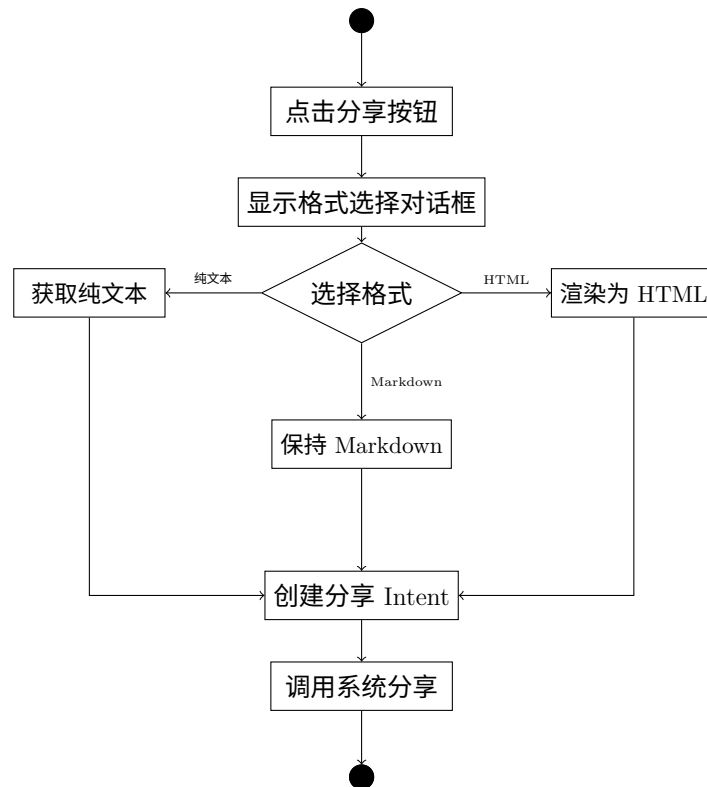 点击分享按钮
显示格式选择对话框
纯文本
HTML
获取纯文本
选择格式
渲染为 HTML
Markdown
保持 Markdown
创建分享 Intent
调用系统分享